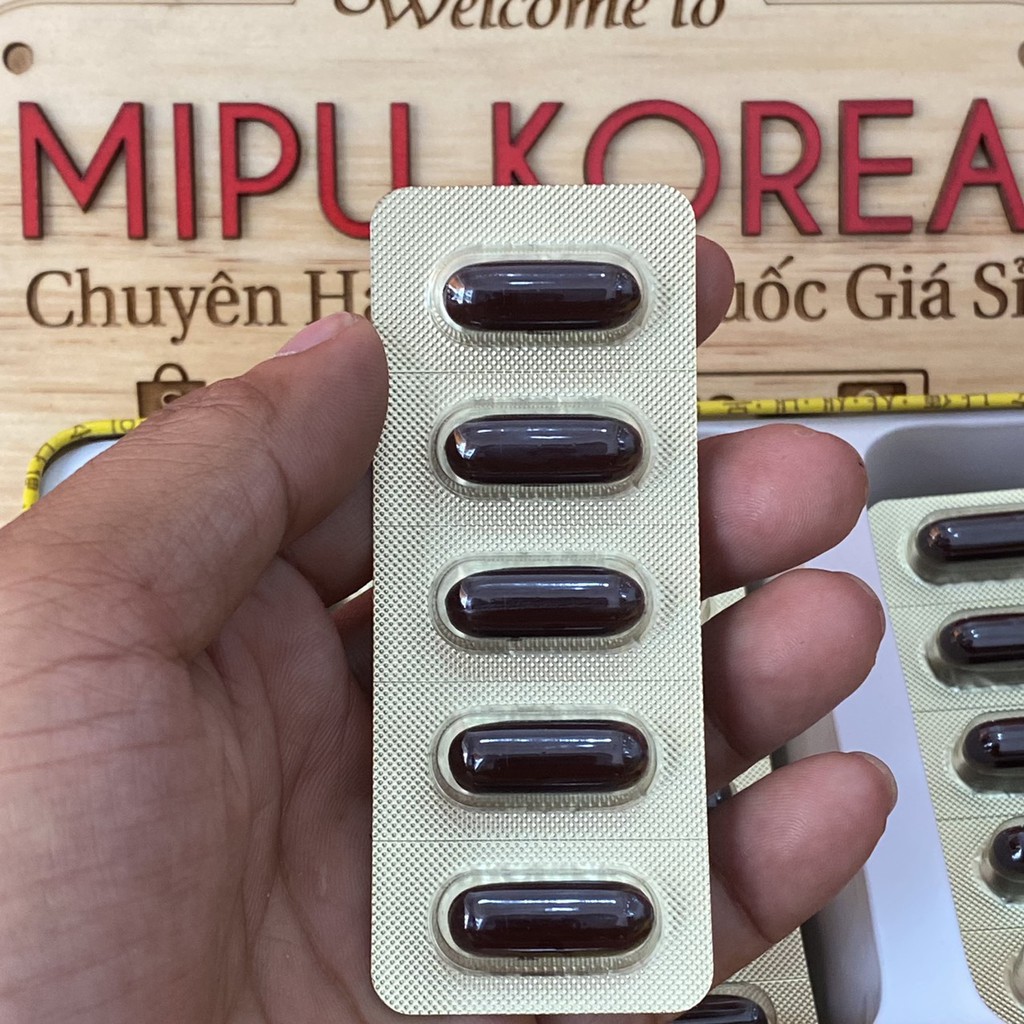 Welcome to
MIPU KOREA
Chuyên uốc Giá Sỉ